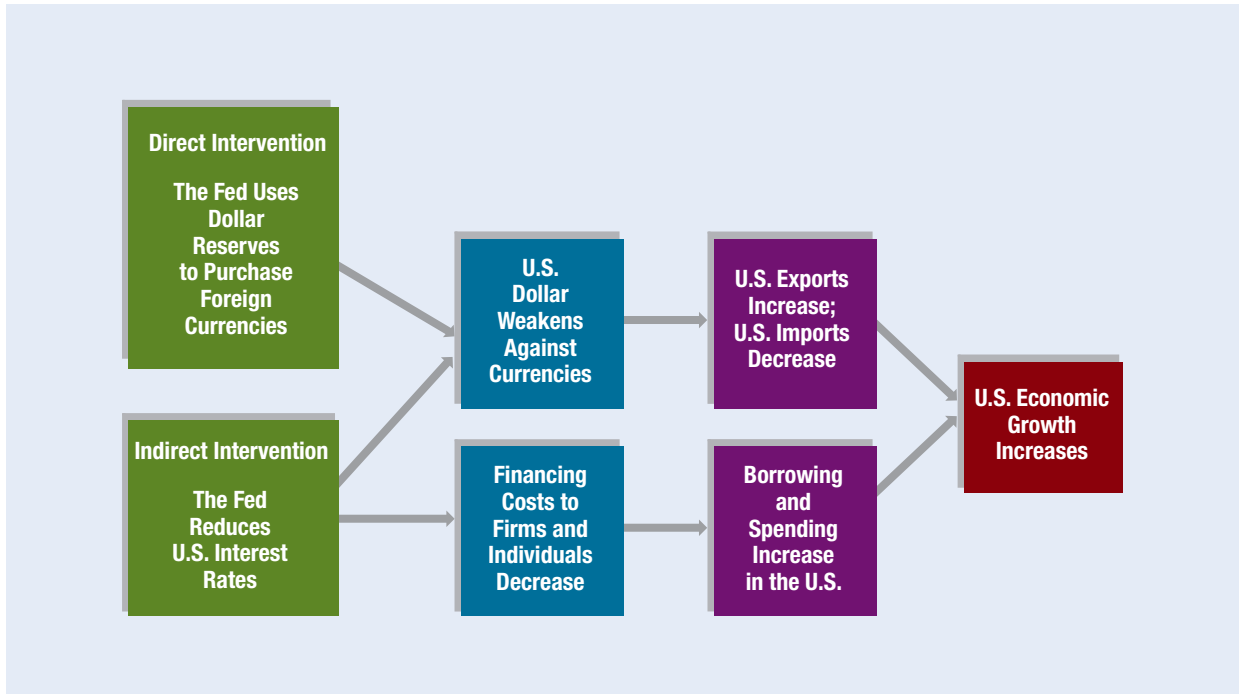 Direct Intervention
The Fed Uses
Dollar
Reserves
to Purchase
Foreign
Currencies
Indirect Intervention
The Fed
Reduces
U.S. Interest
Rates
U.S.
Dollar
Weakens
Against
Currencies
Financing
Costs to
Firms and
Individuals
Decrease
U.S. Exports
Increase;
U.S. Imports
Decrease
Borrowing
and
Spending
Increase
in the U.S.
U.S. Economic
Growth
Increases